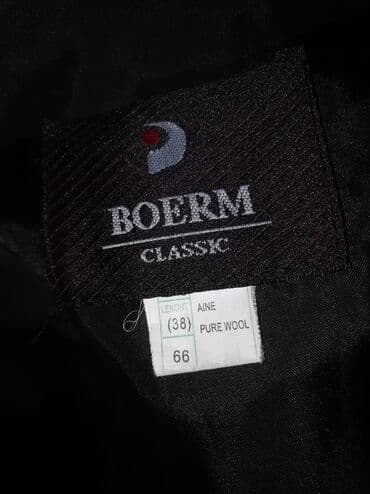 BOERM
CLASSIC
LENGHT AINE
(38) PURE WOOL
66